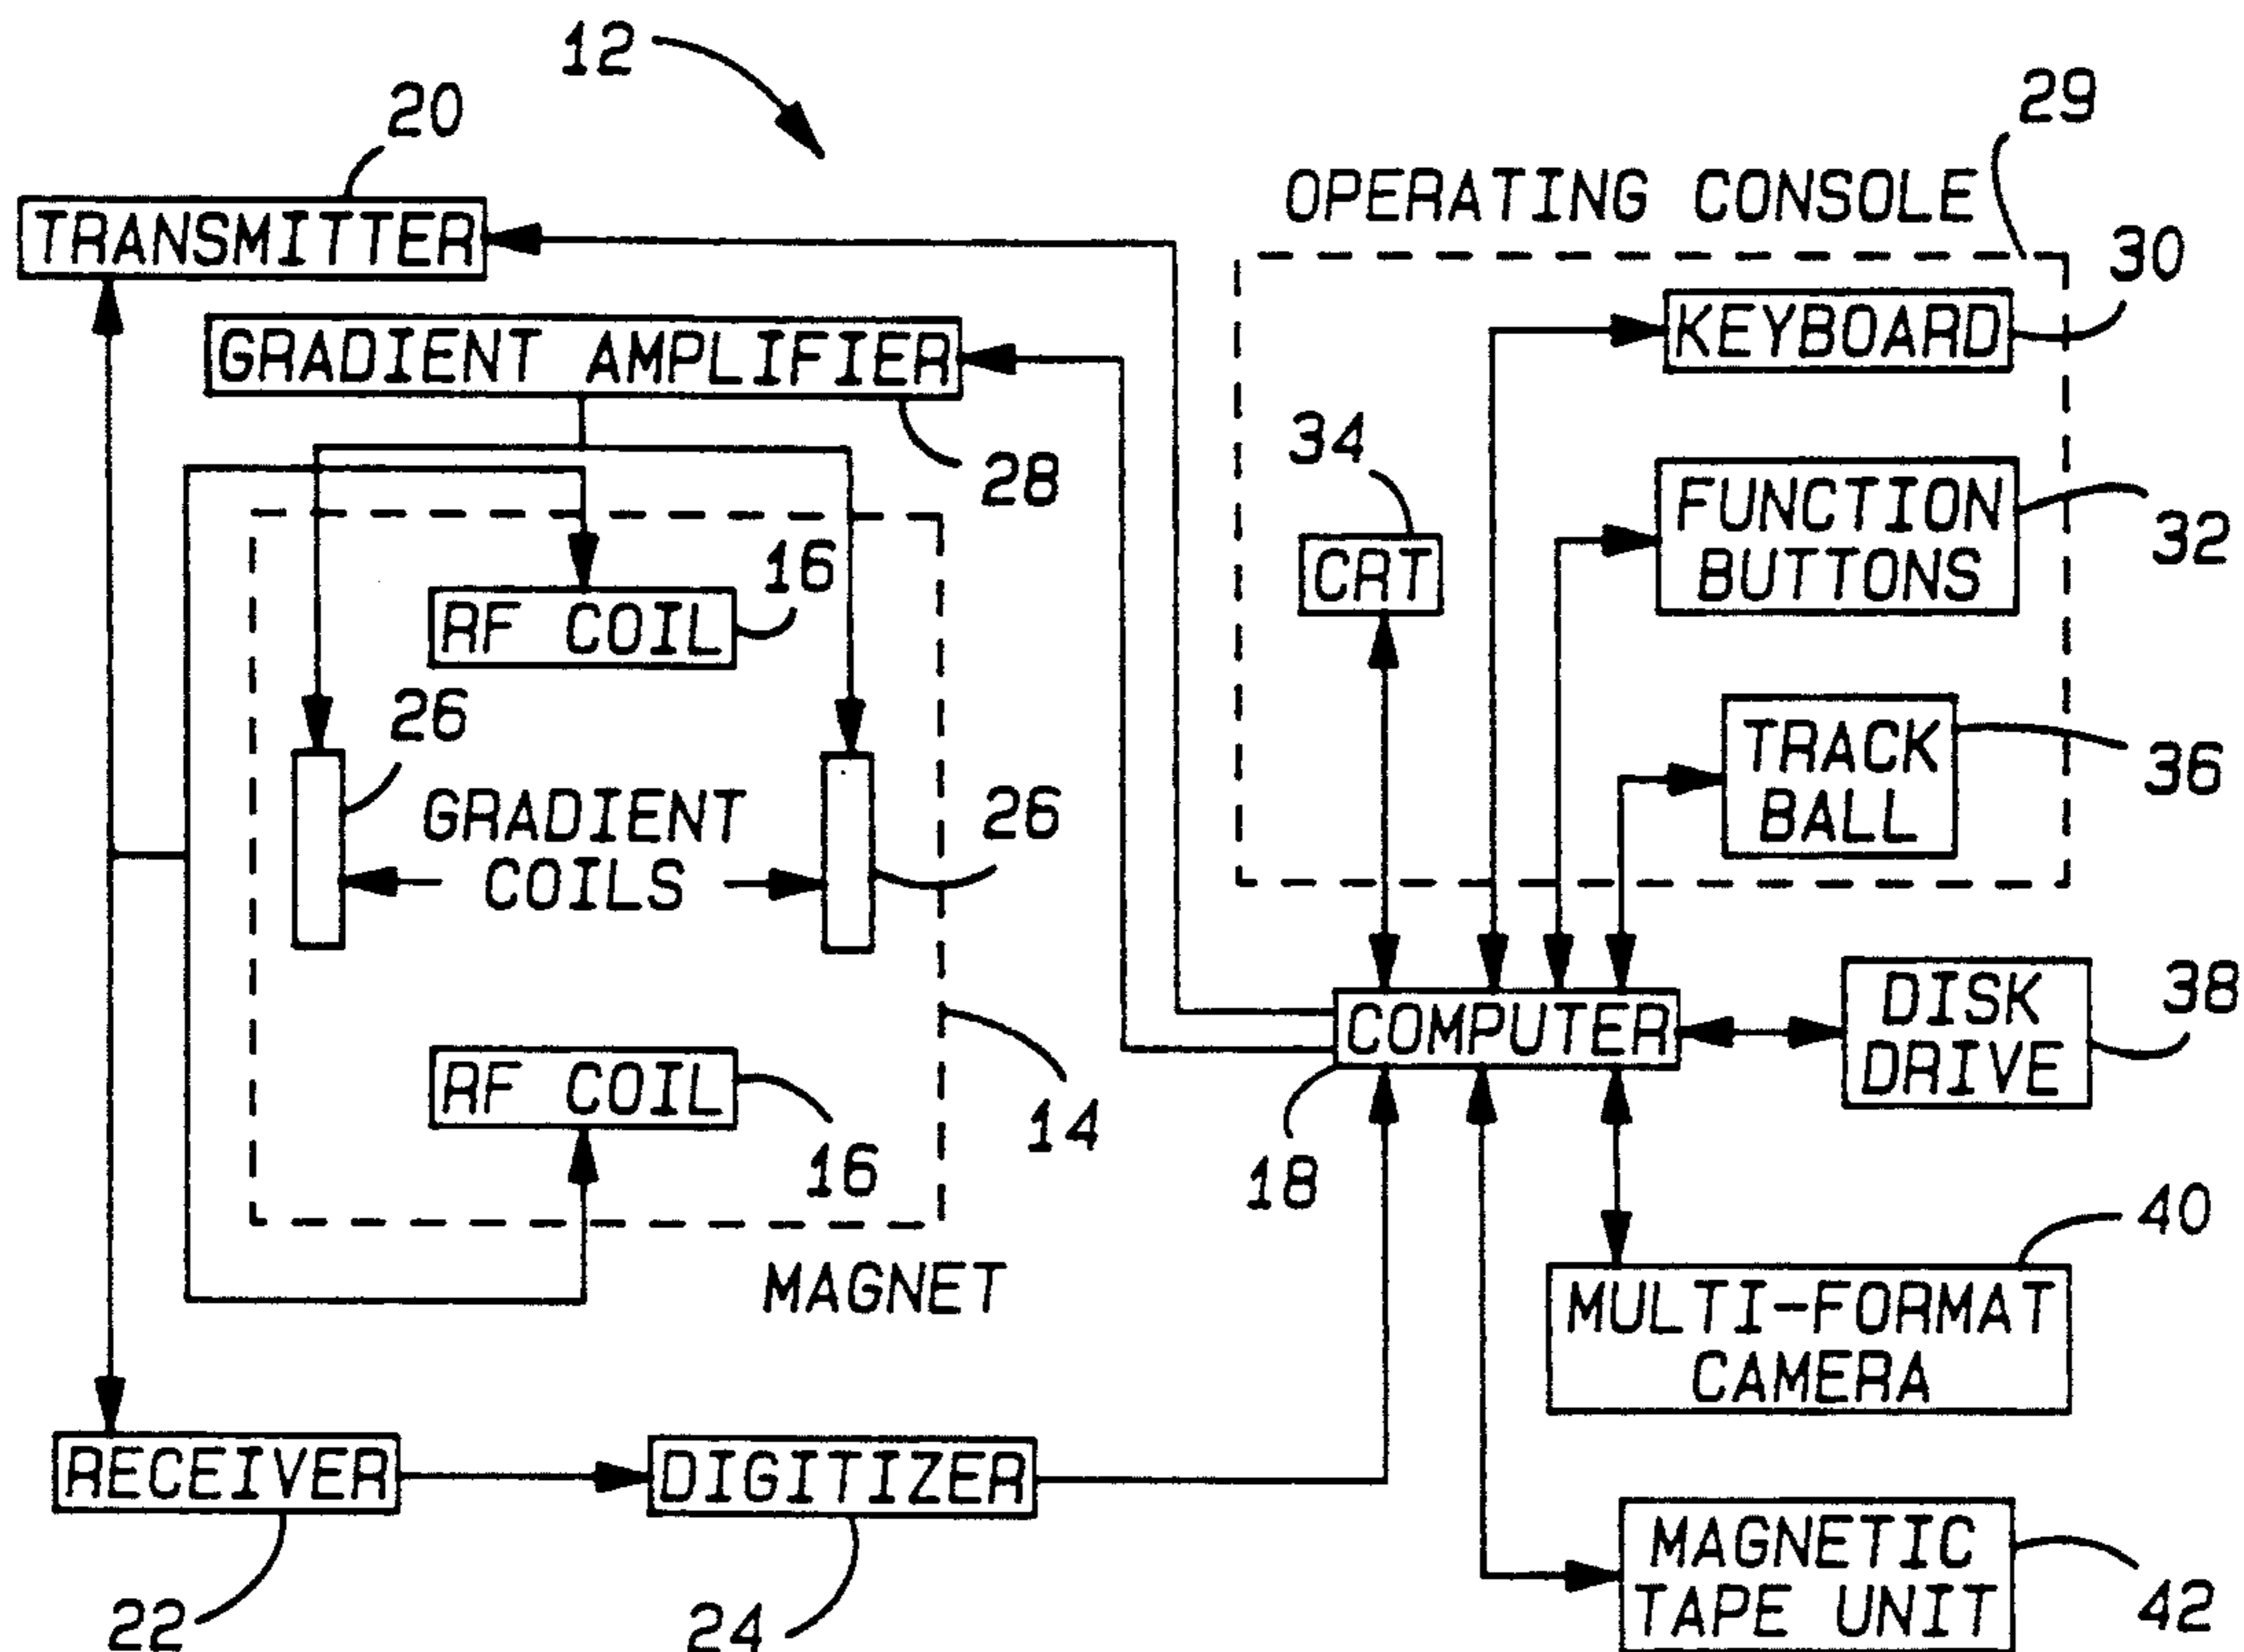 12
20
29
OPERATING CONSOLE
TRANSMITTER
30
KEYBOARD
GRADIENT AMPLIFIER
28
34
FUNCTION
BUTTONS
32
CRT
16
RF COIL
26
TRACK
BALL
36
GRADIENT
COILS
26
COMPUTER
DISK
DRIVE
38
RF COIL
16
14
18
40
MAGNET
MULTI-FORMAT
CAMERA
RECEIVER
DIGITIZER
MAGNETIC
TAPE UNIT
42
22
24